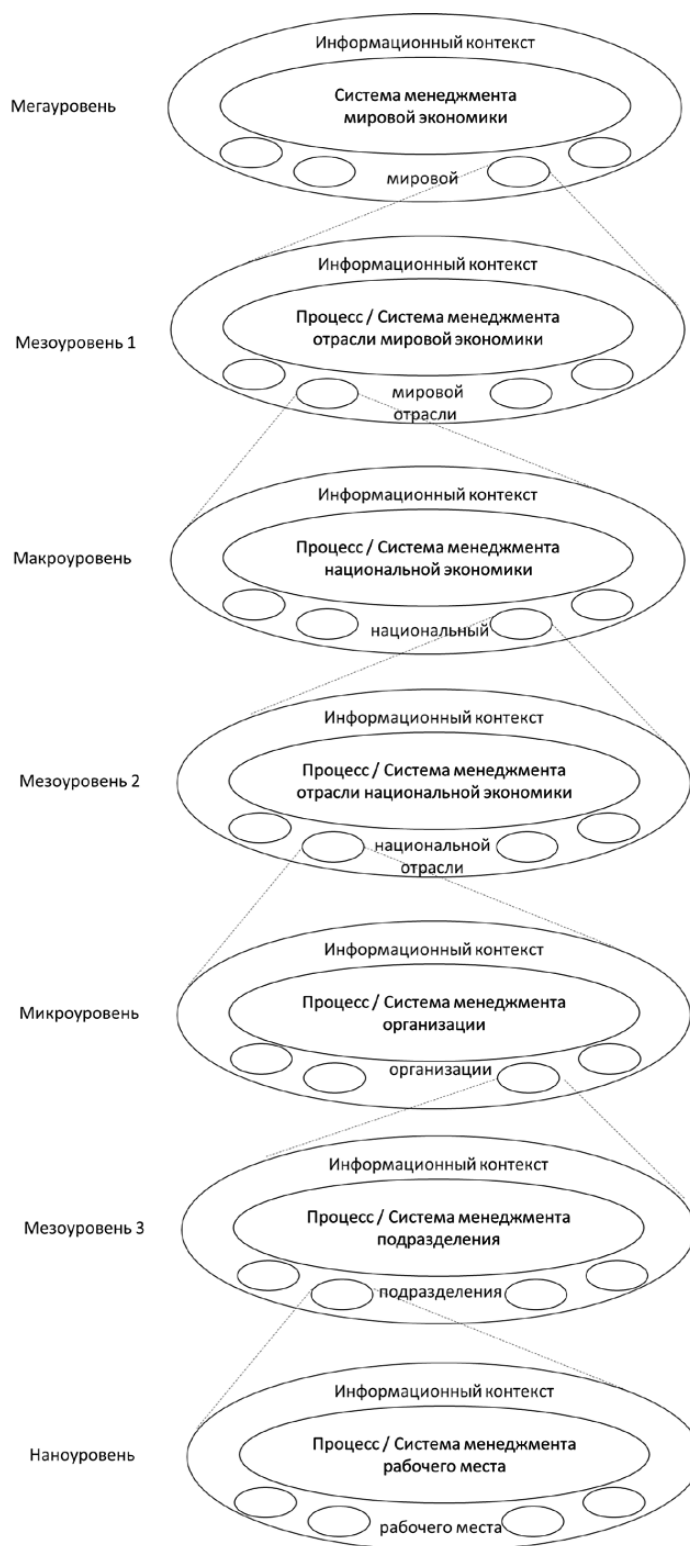 Информационный контекст
Мегауровень
Система менеджмента
мировой экономики
мировой
Информационный контекст
Мезоуровень 1
Процесс / Система менеджмента
отрасли мировой экономики
мировой
отрасли
Информационный контекст
Макроуровень
Процесс / Система менеджмента
национальной экономики
национальный
Информационный контекст
Мезоуровень 2
Процесс / Система менеджмента
отрасли национальной экономики
национальной
отрасли
Информационный контекст
Микроуровень
Процесс / Система менеджмента
организации
организации
Информационный контекст
Мезоуровень 3
Процесс / Система менеджмента
подразделения
подразделения
Информационный контекст
Наноуровень
Процесс / Система менеджмента
рабочего места
рабочего места